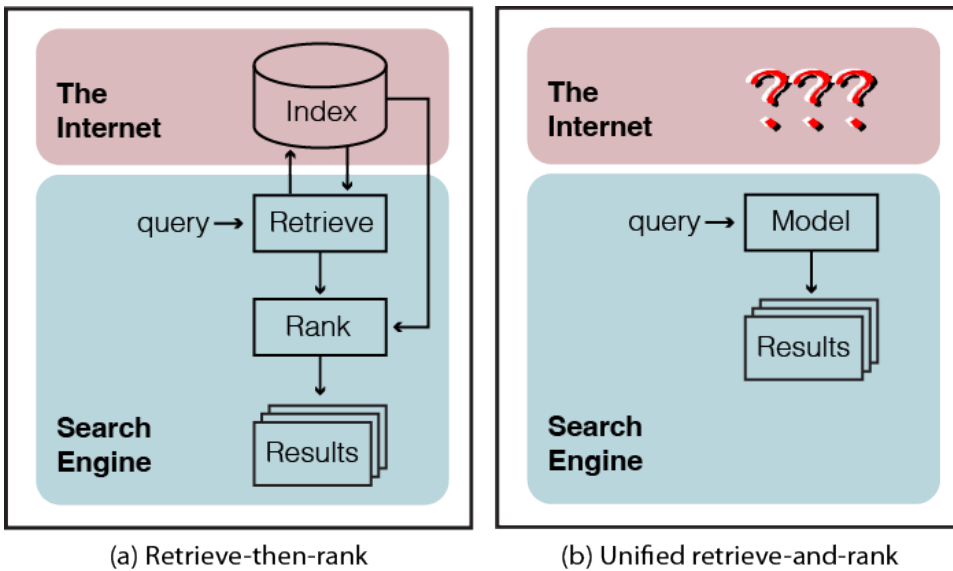 The
Internet
Index
query
Retrieve
Rank
Results
Search
Engine
(a) Retrieve-then-rank
The
Internet
???
query
Model
Results
Search
Engine
(b) Unified retrieve-and-rank